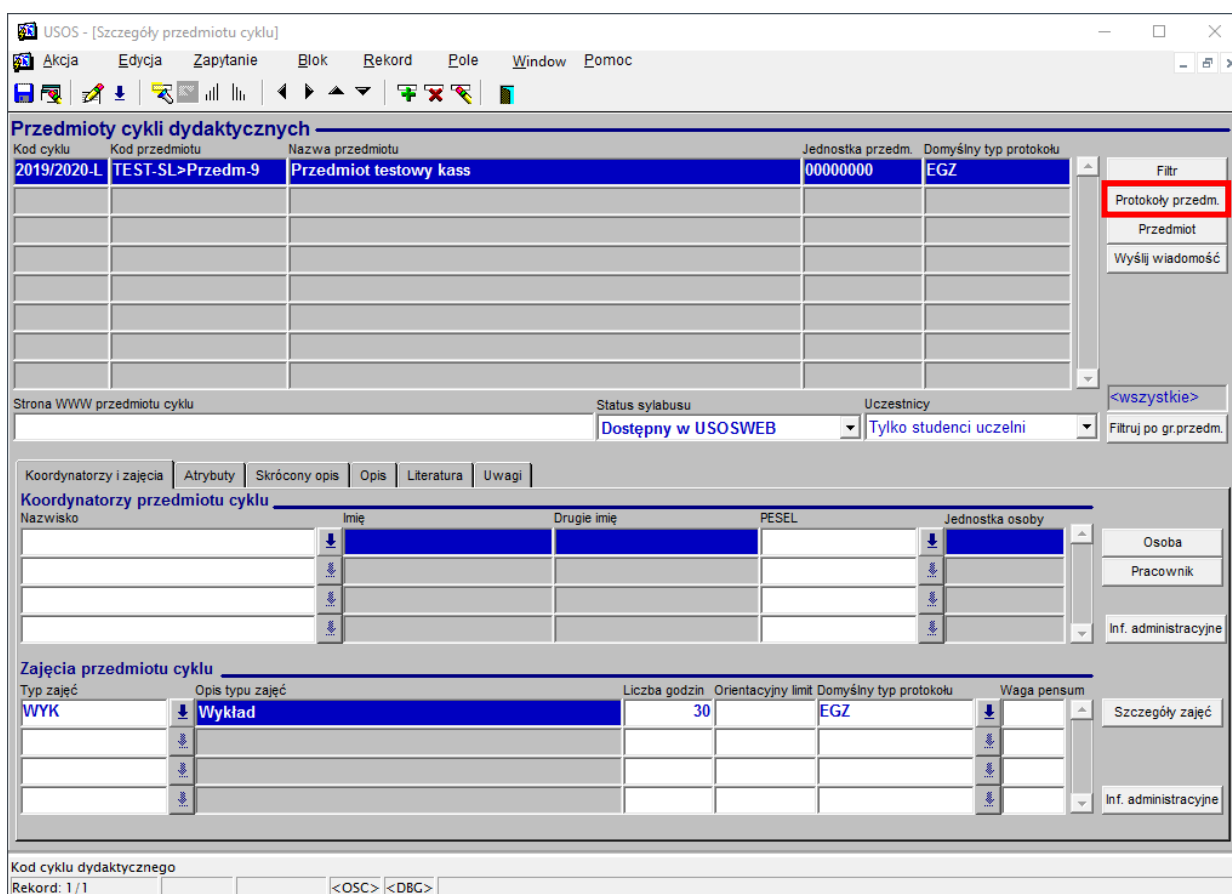 USOS - [Szczegóły przedmiotu cyklu]
Akcja Edycja Zapytanie Blok Rekord Pole Window Pomoc
Przedmioty cykli dydaktycznych
Kod cyklu Kod przedmiotu Nazwa przedmiotu Jednostka przedm. Domyślny typ protokołu
2019/2020-L TEST-SL>Przedm-9 Przedmiot testowy kass 00000000 EGZ Filtr
Protokoły przedm.
Przedmiot
Wyślij wiadomość
<wszystkie>
Strona WWW przedmiotu cyklu Status sylabusu Uczestnicy
Dostępny w USOSWEB Tylko studenci uczelni Filtruj po gr.przedm.
Koordynatorzy i zajęcia Atrybuty Skrócony opis Opis Literatura Uwagi
Koordynatorzy przedmiotu cyklu
Nazwisko Imię Drugie imię PESEL Jednostka osoby
Osoba
Pracownik
Inf. administracyjne
Zajęcia przedmiotu cyklu
Typ zajęć Opis typu zajęć Liczba godzin Orientacyjny limit Domyślny typ protokołu Waga pensum
WYK Wykład 30 EGZ Szczegóły zajęć
Inf. administracyjne
Kod cyklu dydaktycznego
Rekord: 1/1 <OSC> <DBG>